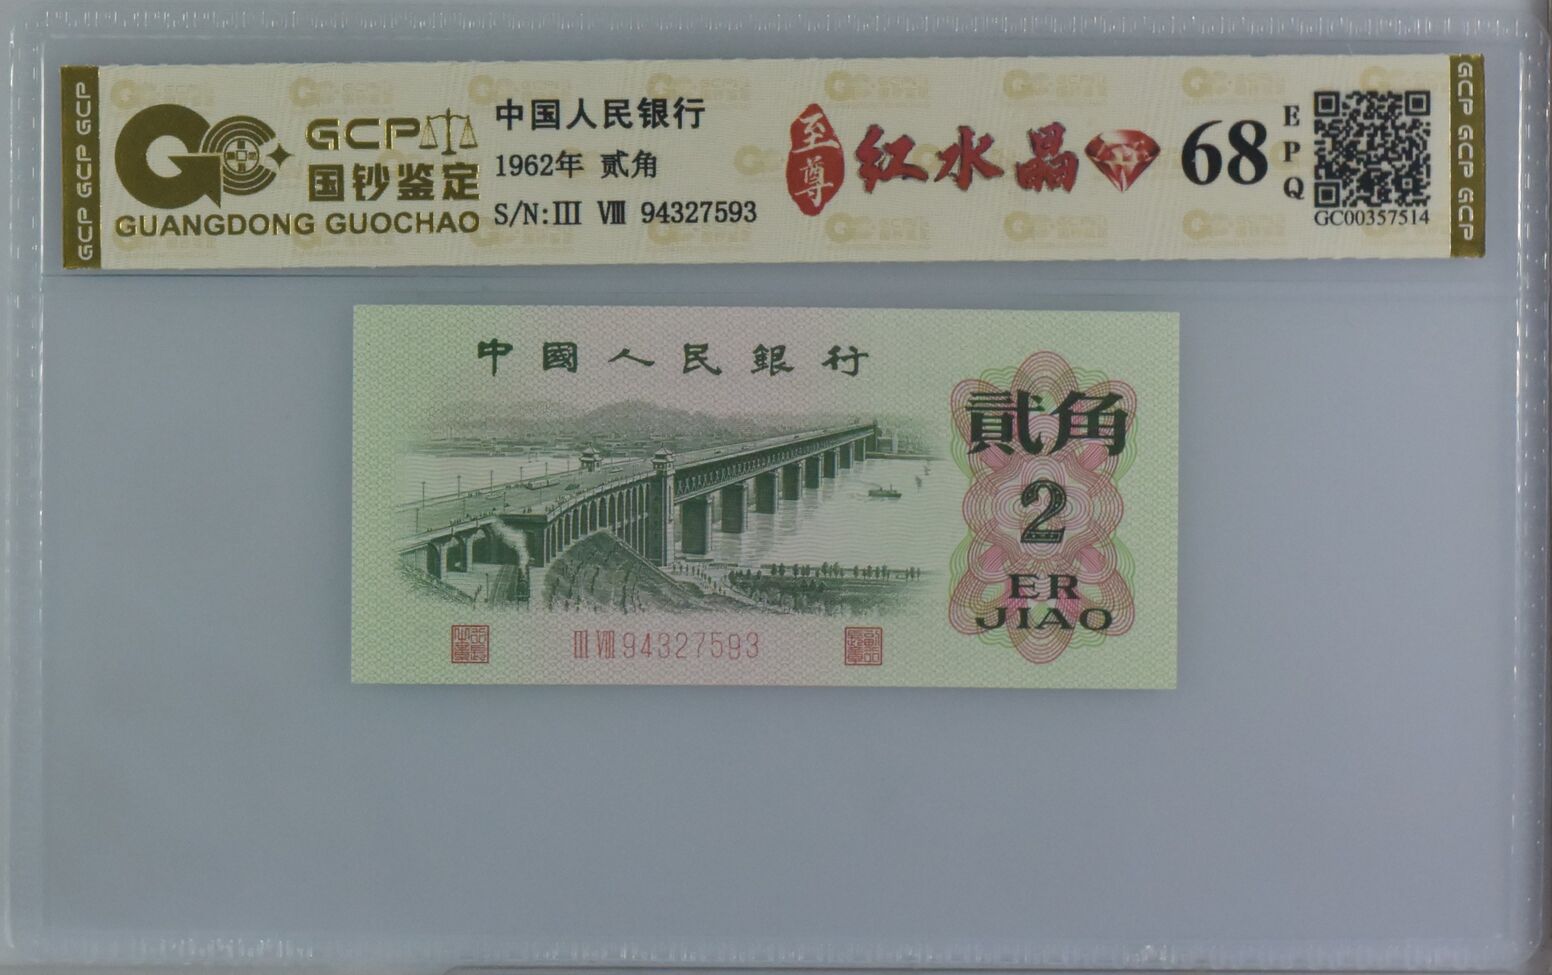 GCP GCP GCP
GCP
国钞鉴定
GUANGDONG GUOCHAO
中国人民银行
1962年 贰角
S/N:III VIII 94327593
至尊
红水晶
68
EPQ
GC00357514
GCP GCP GCP
中國人民銀行
貳角
2
ER
JIAO
III VIII 94327593